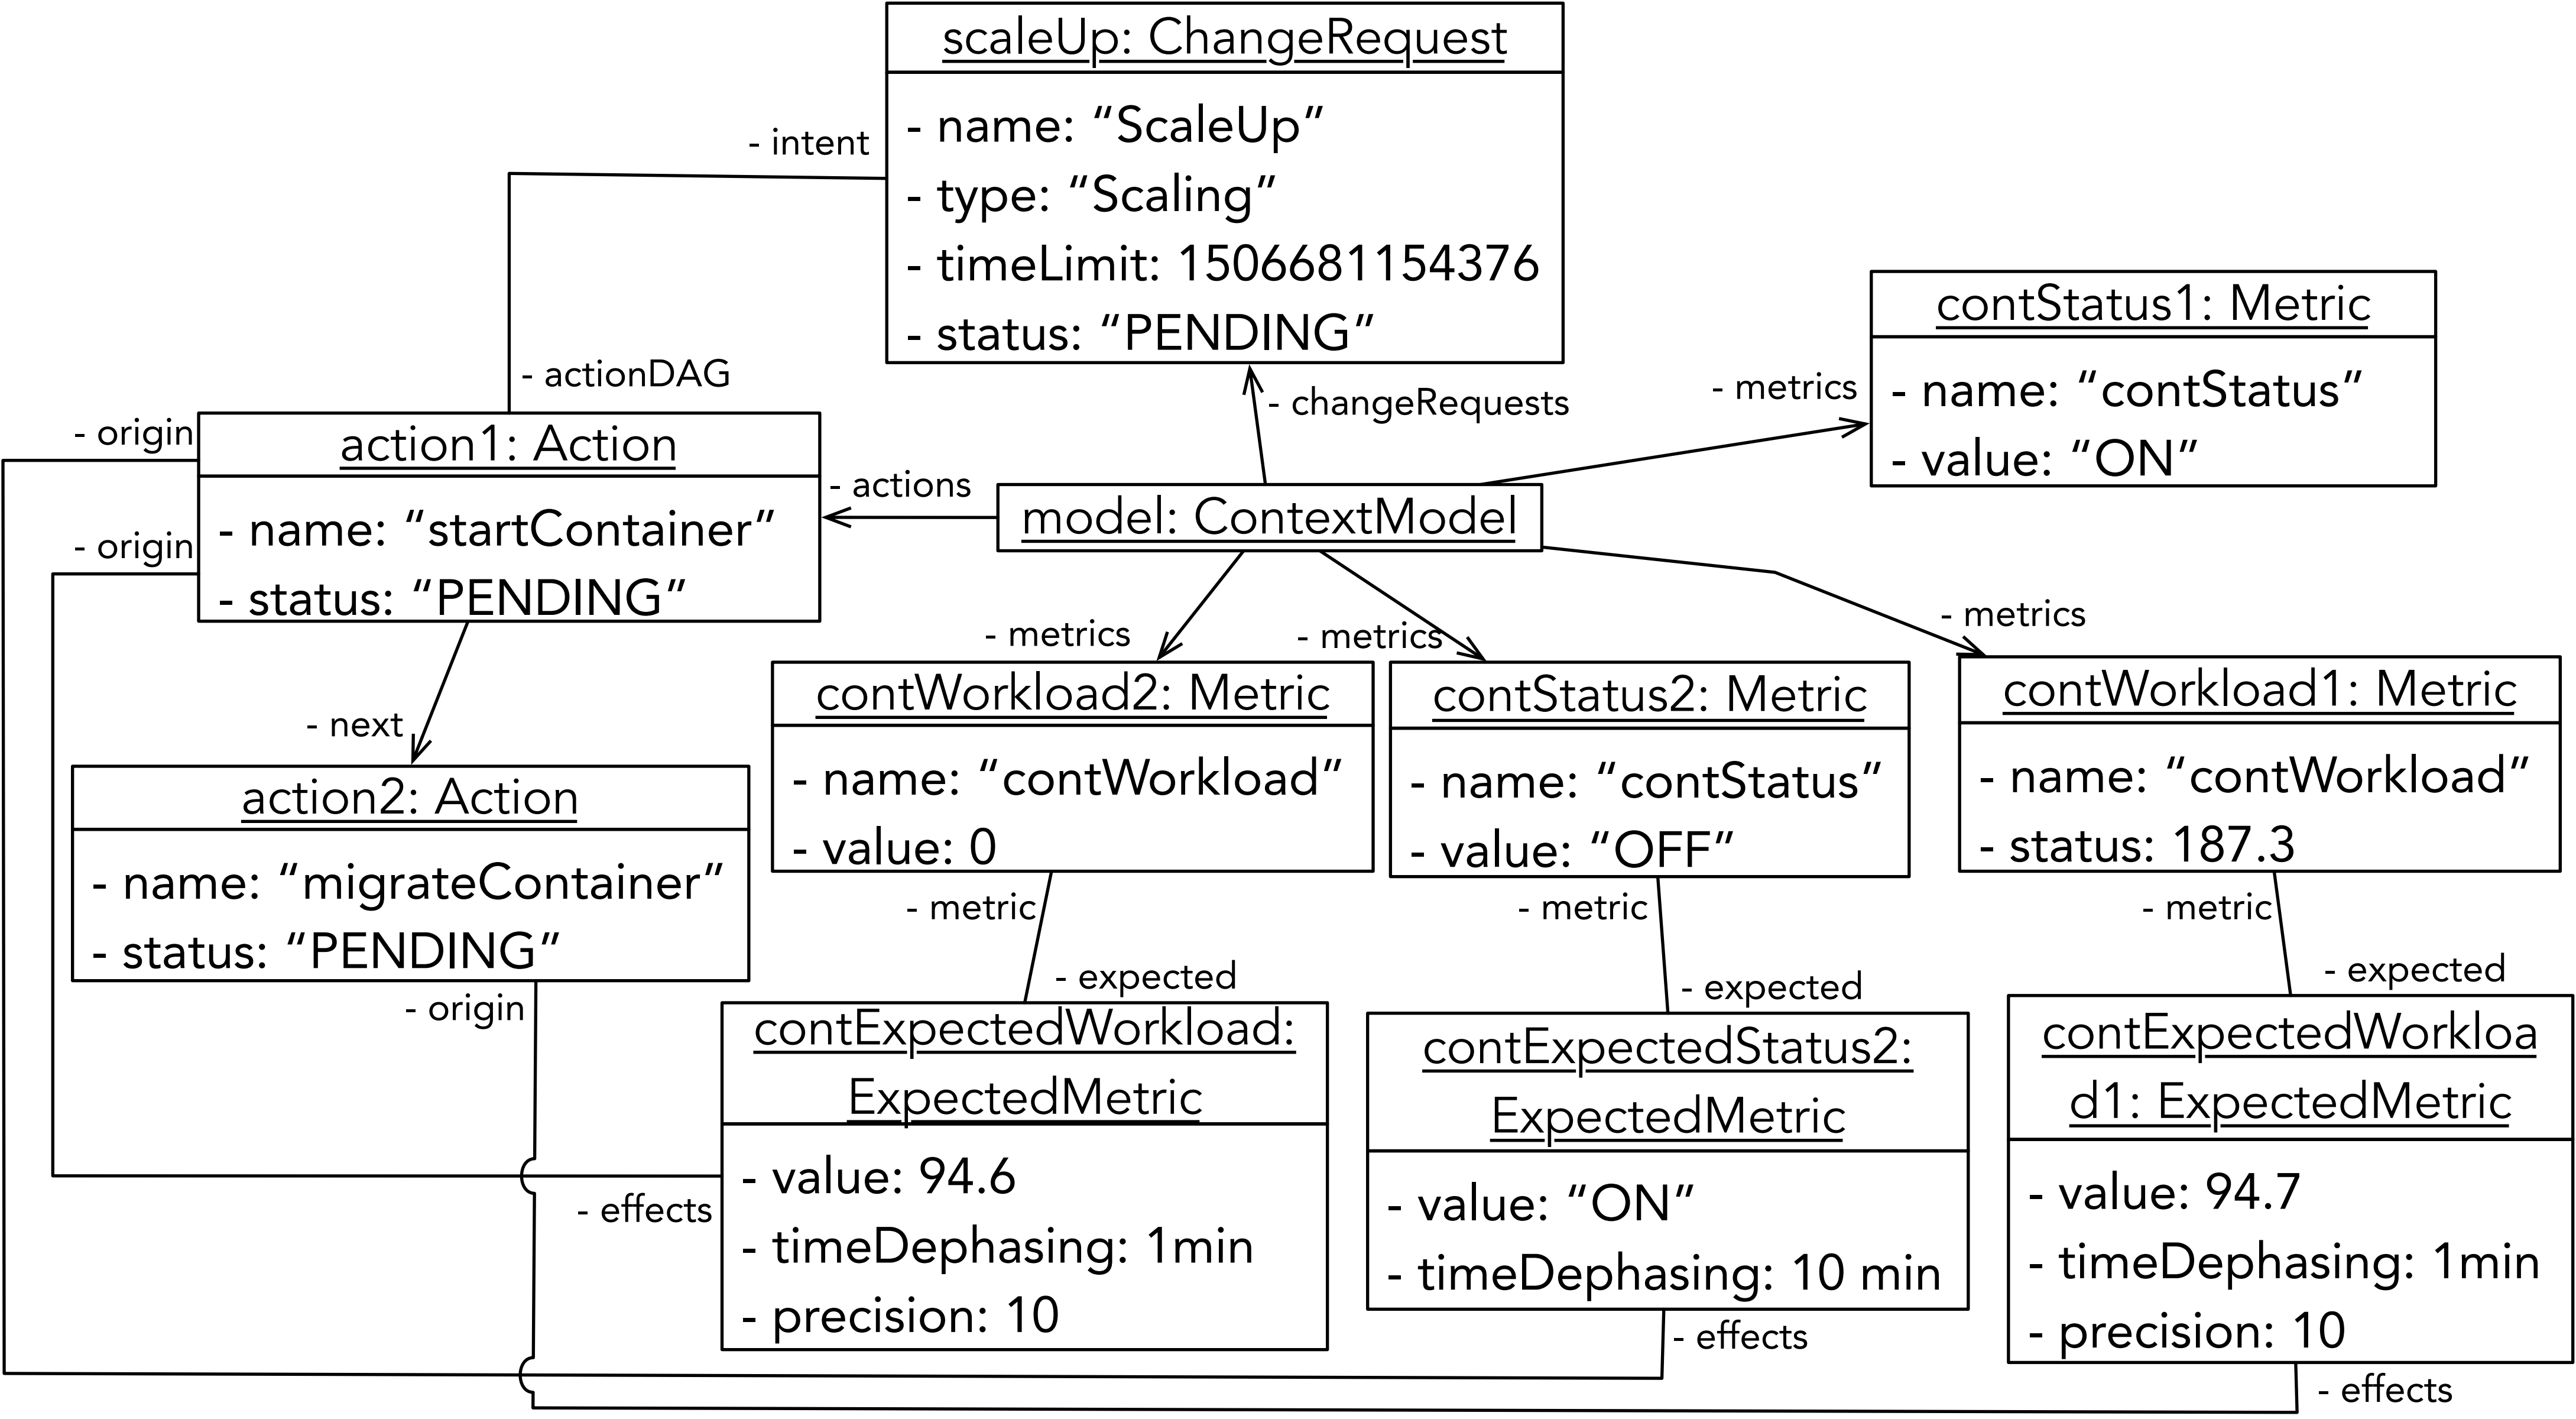 scaleUp: ChangeRequest
- name: “ScaleUp”
- type: “Scaling”
- timeLimit: 1506681154376
- status: “PENDING”
- intent
- actionDAG
- changeRequests
- metrics
contStatus1: Metric
- name: “contStatus”
- value: “ON”
- origin
action1: Action
- name: “startContainer”
- status: “PENDING”
- origin
- actions
model: ContextModel
- metrics
- metrics
- metrics
- next
action2: Action
- name: “migrateContainer”
- status: “PENDING”
- origin
contWorkload2: Metric
- name: “contWorkload”
- value: 0
contStatus2: Metric
- name: “contStatus”
- value: “OFF”
contWorkload1: Metric
- name: “contWorkload”
- status: 187.3
- metric
- expected
- metric
- expected
- metric
- expected
contExpectedWorkload:
ExpectedMetric
- value: 94.6
- timeDephasing: 1min
- precision: 10
- effects
contExpectedStatus2:
ExpectedMetric
- value: “ON”
- timeDephasing: 10 min
- effects
contExpectedWorkloa
d1: ExpectedMetric
- value: 94.7
- timeDephasing: 1min
- precision: 10
- effects